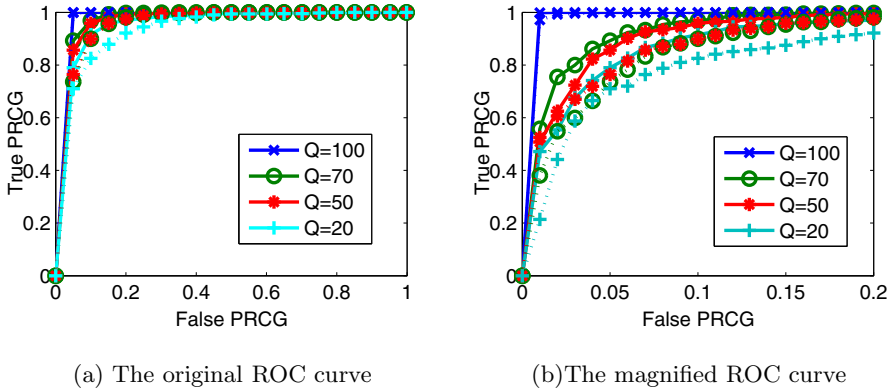 1
0.8
0.6
0.4
0.2
0
True PRCG
0
0.2
0.4
0.6
0.8
1
False PRCG
Q=100
Q=70
Q=50
Q=20
(a) The original ROC curve
1
0.8
0.6
0.4
0.2
0
True PRCG
0
0.05
0.1
0.15
0.2
False PRCG
Q=100
Q=70
Q=50
Q=20
(b)The magnified ROC curve